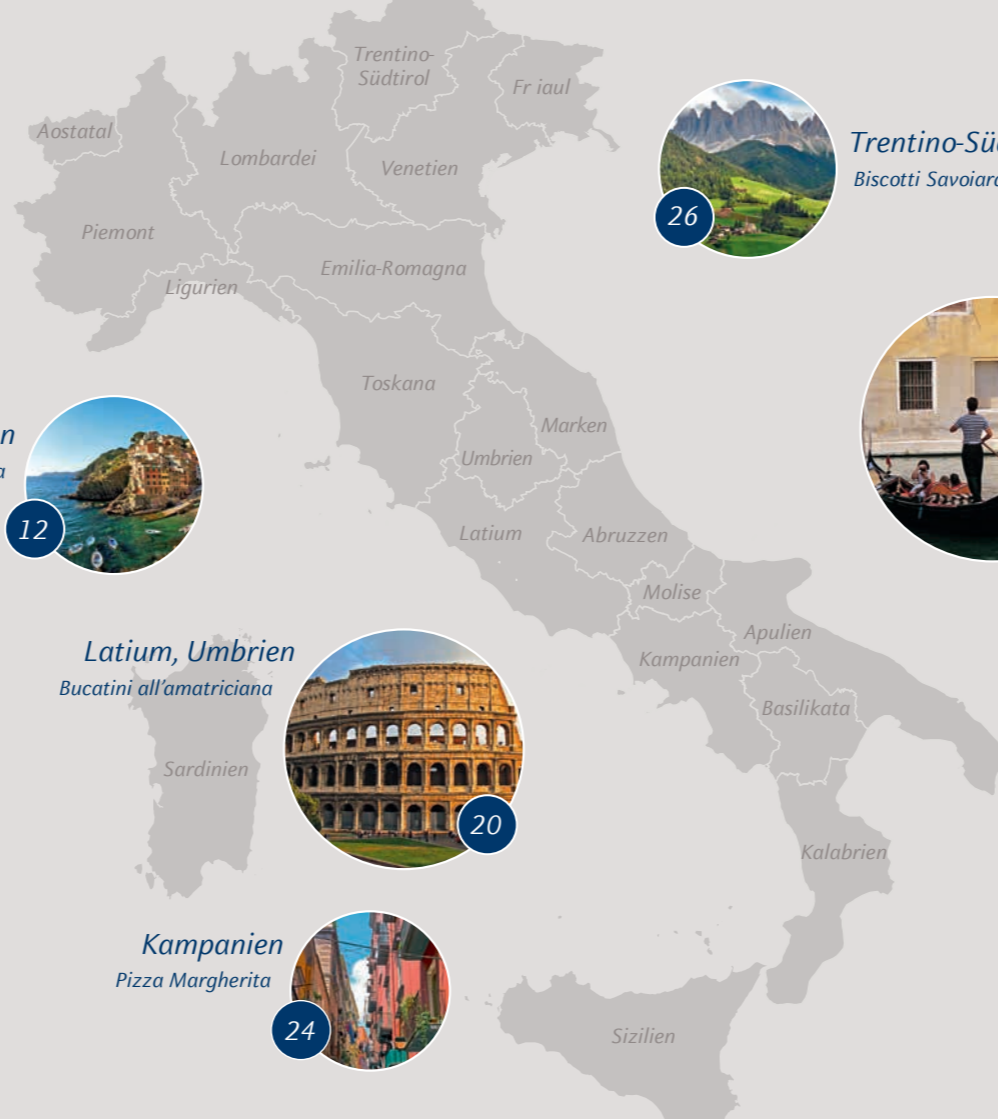 Trentino-
Südtirol
Fr iaul
Aostatal
Lombardei
Venetien
Piemont
Emilia-Romagna
Ligurien
Toskana
Marken
Umbrien
Latium
Abruzzen
Molise
Apulien
Kampanien
Basilikata
Sardinien
Kalabrien
Sizilien
26
12
Latium, Umbrien
Bucatini all'amatriciana
20
Kampanien
Pizza Margherita
24